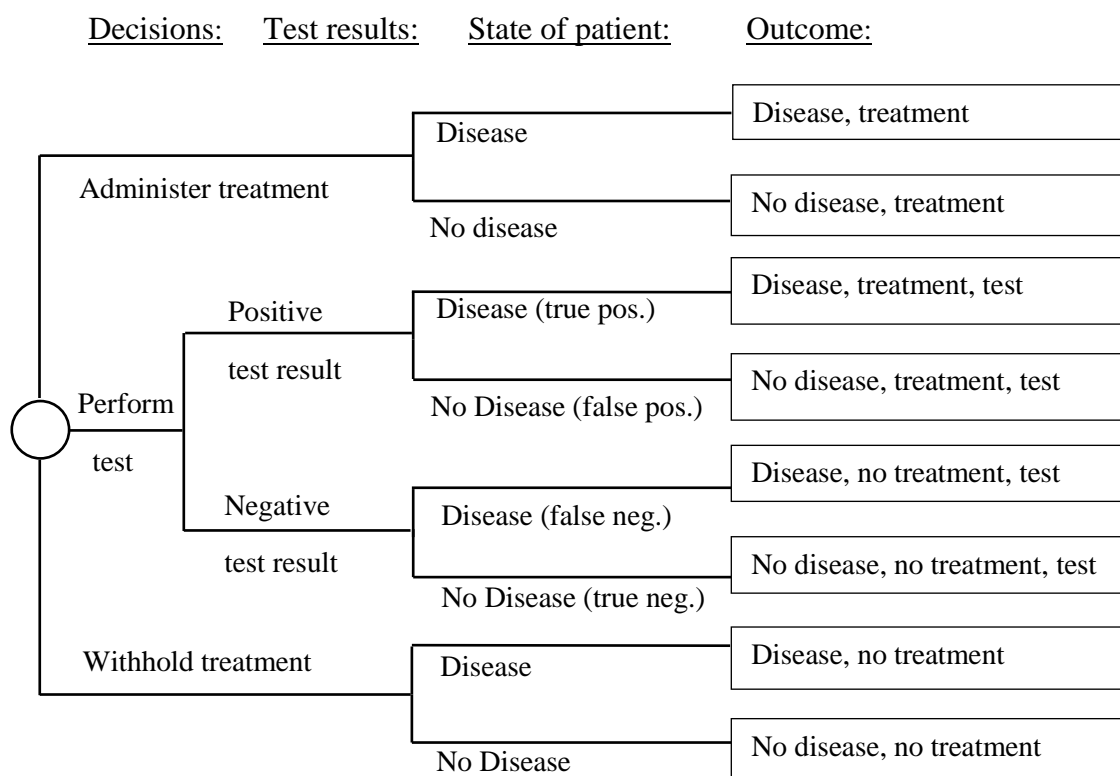 Decisions: Test results: State of patient: Outcome:
Disease, treatment
Disease
Administer treatment
No disease, treatment
No disease
Disease, treatment, test
Positive
Disease (true pos.)
test result
No disease, treatment, test
Perform
No Disease (false pos.)
test
Disease, no treatment, test
Negative
Disease (false neg.)
test result
No disease, no treatment, test
No Disease (true neg.)
Withhold treatment
Disease
Disease, no treatment
No disease, no treatment
No Disease